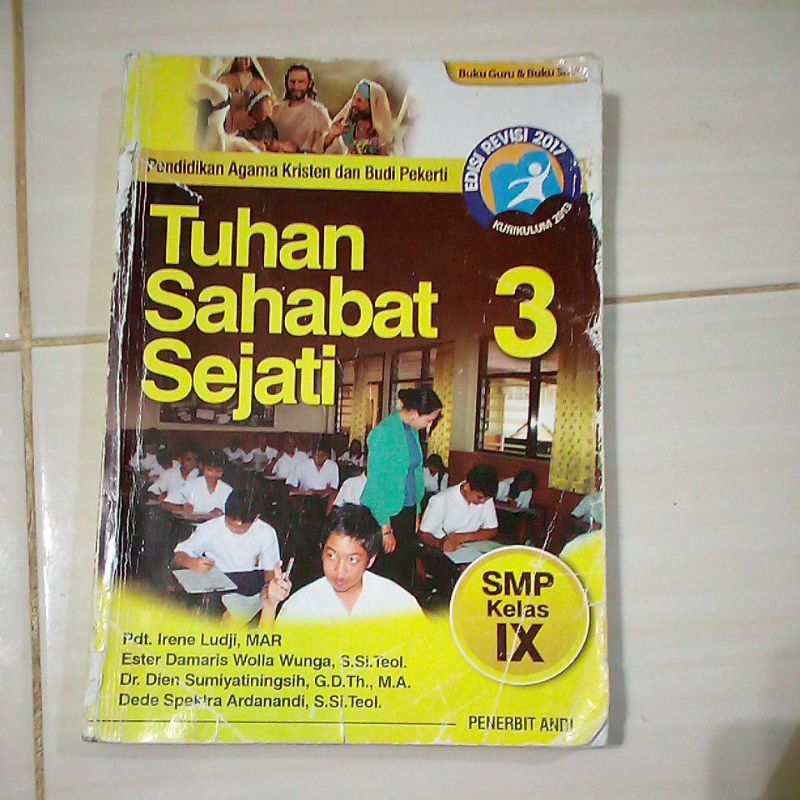 Buku Guru & Buku
EDISI REVISI 2017
KURIKULUM 2013
Pendidikan Agama Kristen dan Budi Pekerti
Tuhan
Sahabat
Sejati
3
SMP
Kelas
IX
Pdt. Irene Ludji, MAR
Ester Damaris Wolla Wunga, S.Si.Teol.
Dr. Dien Sumiyatiningsih, G.D.Th., M.A.
Dede Spektra Ardanandi, S.Si.Teol.
PENERBIT ANDI